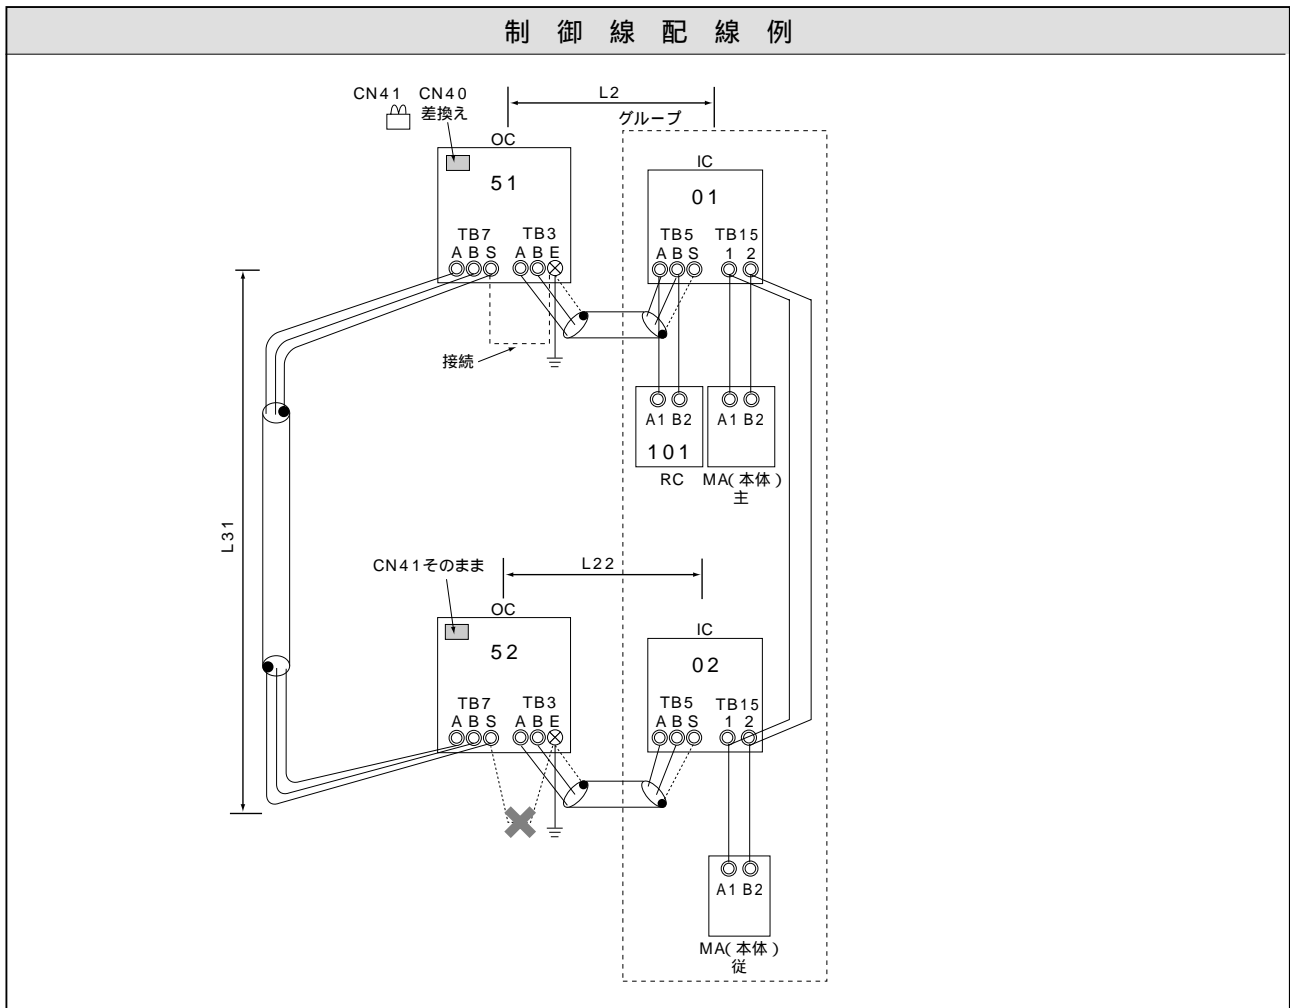 制御線配線例
CN41 CN40
差換え
L2
グループ
OC
IC
51
01
TB7 TB3
A B S A B E
TB5 TB15
A B S 1 2
接続
A1 B2
101
RC
A1 B2
MA(本体)
主
L31
CN41そのまま
L22
OC
IC
52
02
TB7 TB3
A B S A B E
TB5 TB15
A B S 1 2
A1 B2
MA(本体)
従